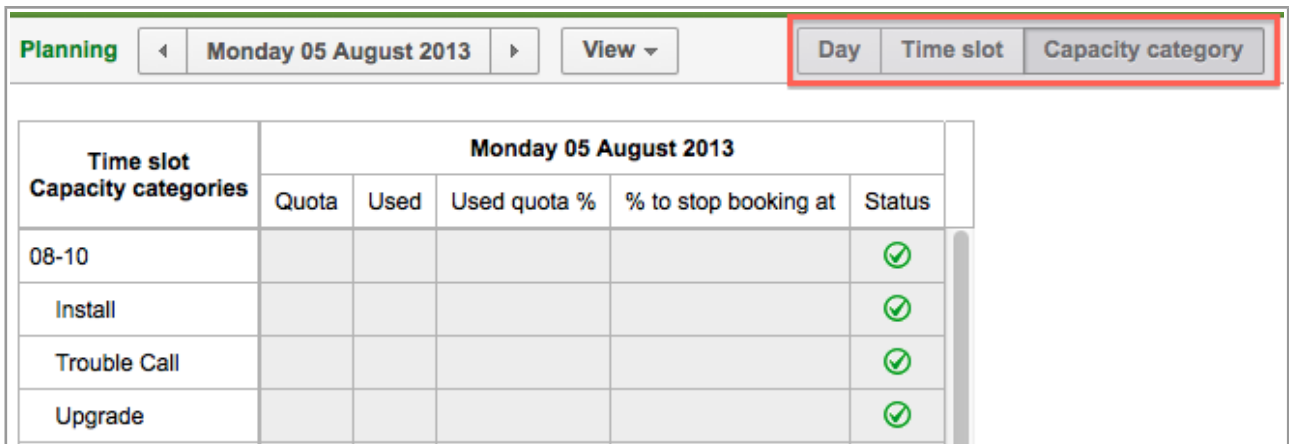 Planning Monday 05 August 2013 View Day Time slot Capacity category
Time slot
Capacity categories
Monday 05 August 2013
Quota Used Used quota % % to stop booking at Status
08-10
Install
Trouble Call
Upgrade